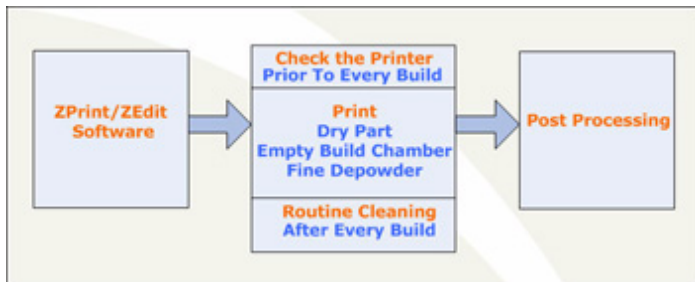 ZPrint/ZEdit
Software
Check the Printer
Prior To Every Build
Print
Dry Part
Empty Build Chamber
Fine Depowder
Routine Cleaning
After Every Build
Post Processing